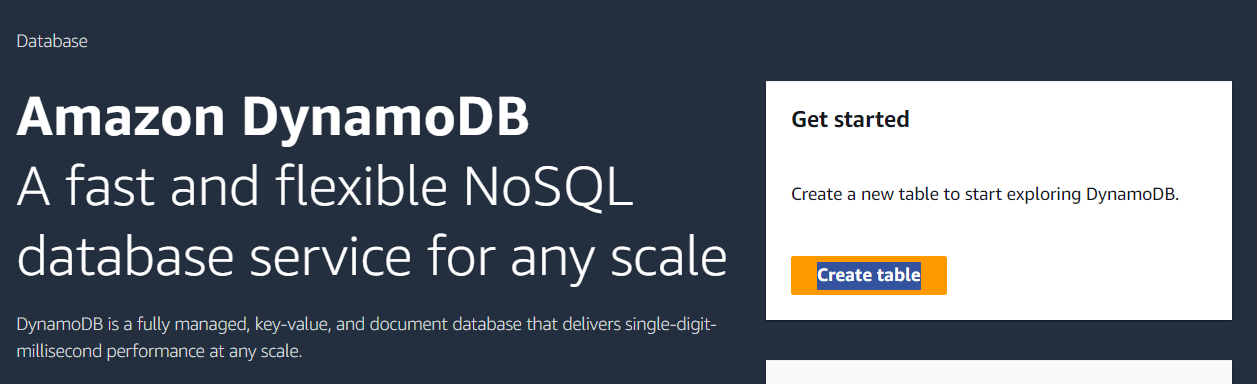 Database
Amazon DynamoDB
A fast and flexible NoSQL
database service for any scale
DynamoDB is a fully managed, key-value, and document database that delivers single-digit-
millisecond performance at any scale.
Get started
Create a new table to start exploring DynamoDB.
Create table